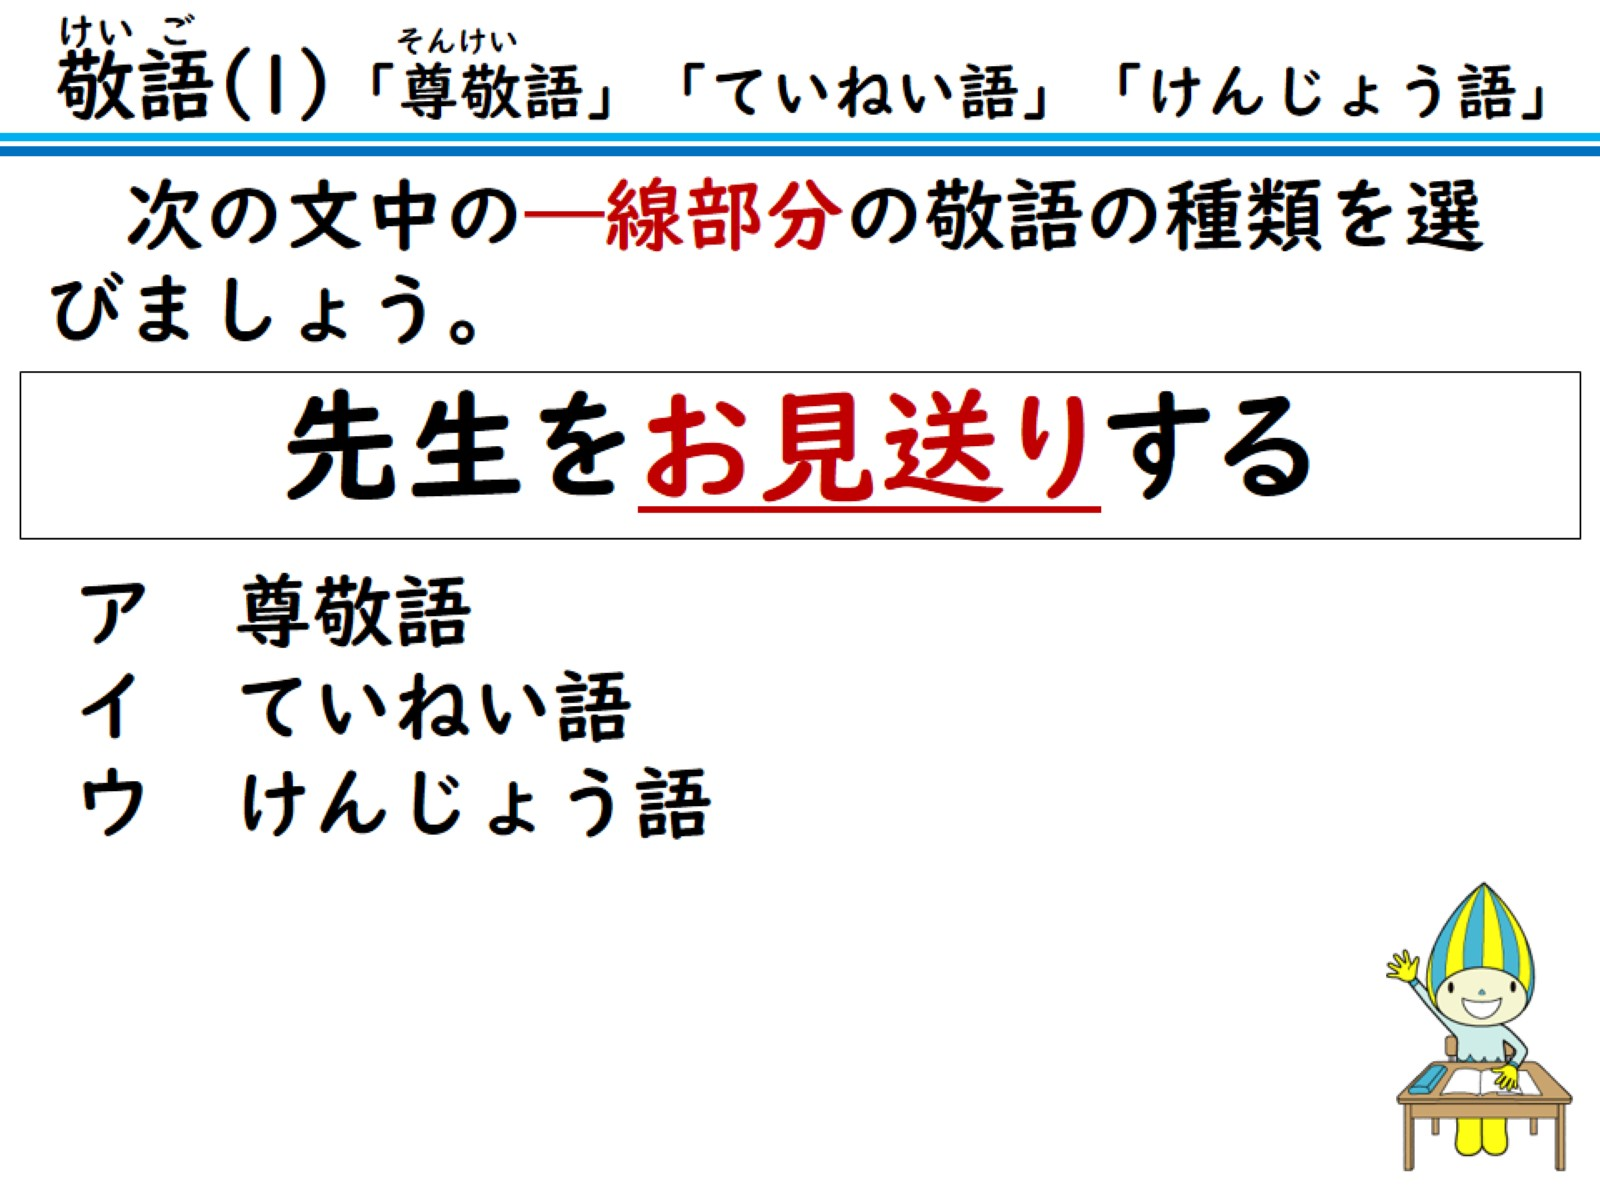 けい ご そんけい
敬語(1)「尊敬語」「ていねい語」「けんじょう語」
次の文中の―線部分の敬語の種類を選
びましょう。
先生をお見送りする
ア 尊敬語
イ ていねい語
ウ けんじょう語